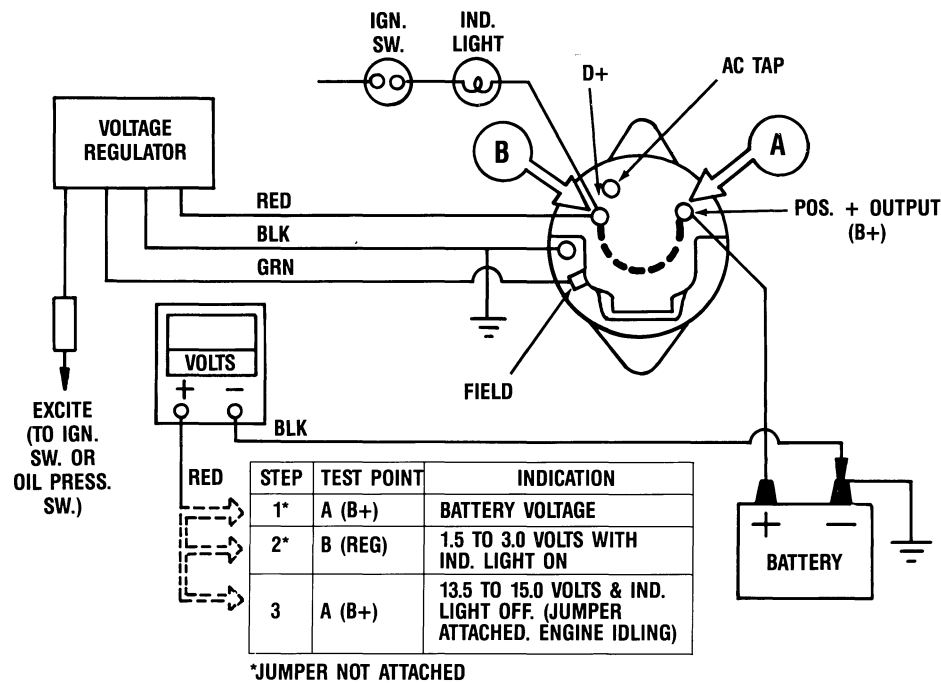 IGN.
SW.
IND.
LIGHT
D+
AC TAP
VOLTAGE
REGULATOR
B
A
RED
POS. + OUTPUT
(B+)
BLK
GRN
VOLTS
+ −
FIELD
EXCITE
(TO IGN.
SW. OR
OIL PRESS.
SW.)
BLK
RED
STEP TEST POINT INDICATION
1* A (B+) BATTERY VOLTAGE
2* B (REG) 1.5 TO 3.0 VOLTS WITH
IND. LIGHT ON
3 A (B+) 13.5 TO 15.0 VOLTS & IND.
LIGHT OFF. (JUMPER
ATTACHED. ENGINE IDLING)
*JUMPER NOT ATTACHED
+ −
BATTERY